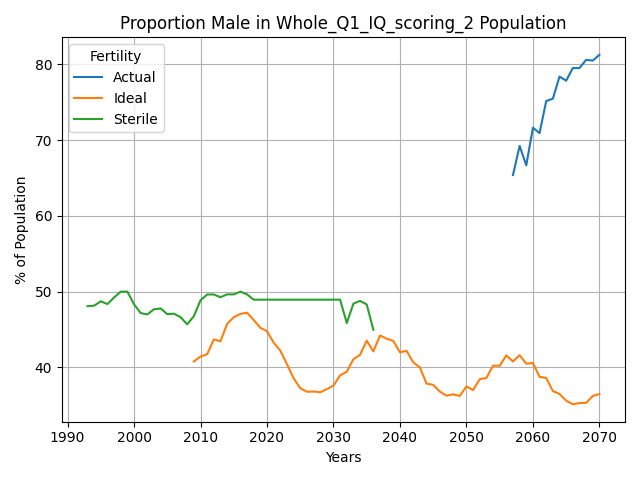 Proportion Male in Whole_Q1_IQ_scoring_2 Population
Fertility
Actual
Ideal
Sterile
% of Population
80
70
60
50
40
1990 2000 2010 2020 2030 2040 2050 2060 2070
Years